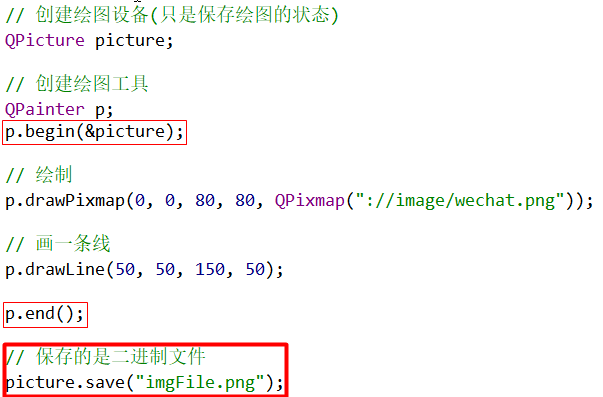 // 创建绘图设备(只是保存绘图的状态)
QPicture picture;
// 创建绘图工具
QPainter p;
p.begin(&picture);
// 绘制
p.drawPixmap(0, 0, 80, 80, QPixmap("://image/wechat.png"));
// 画一条线
p.drawLine(50, 50, 150, 50);
p.end();
// 保存的是二进制文件
picture.save("imgFile.png");